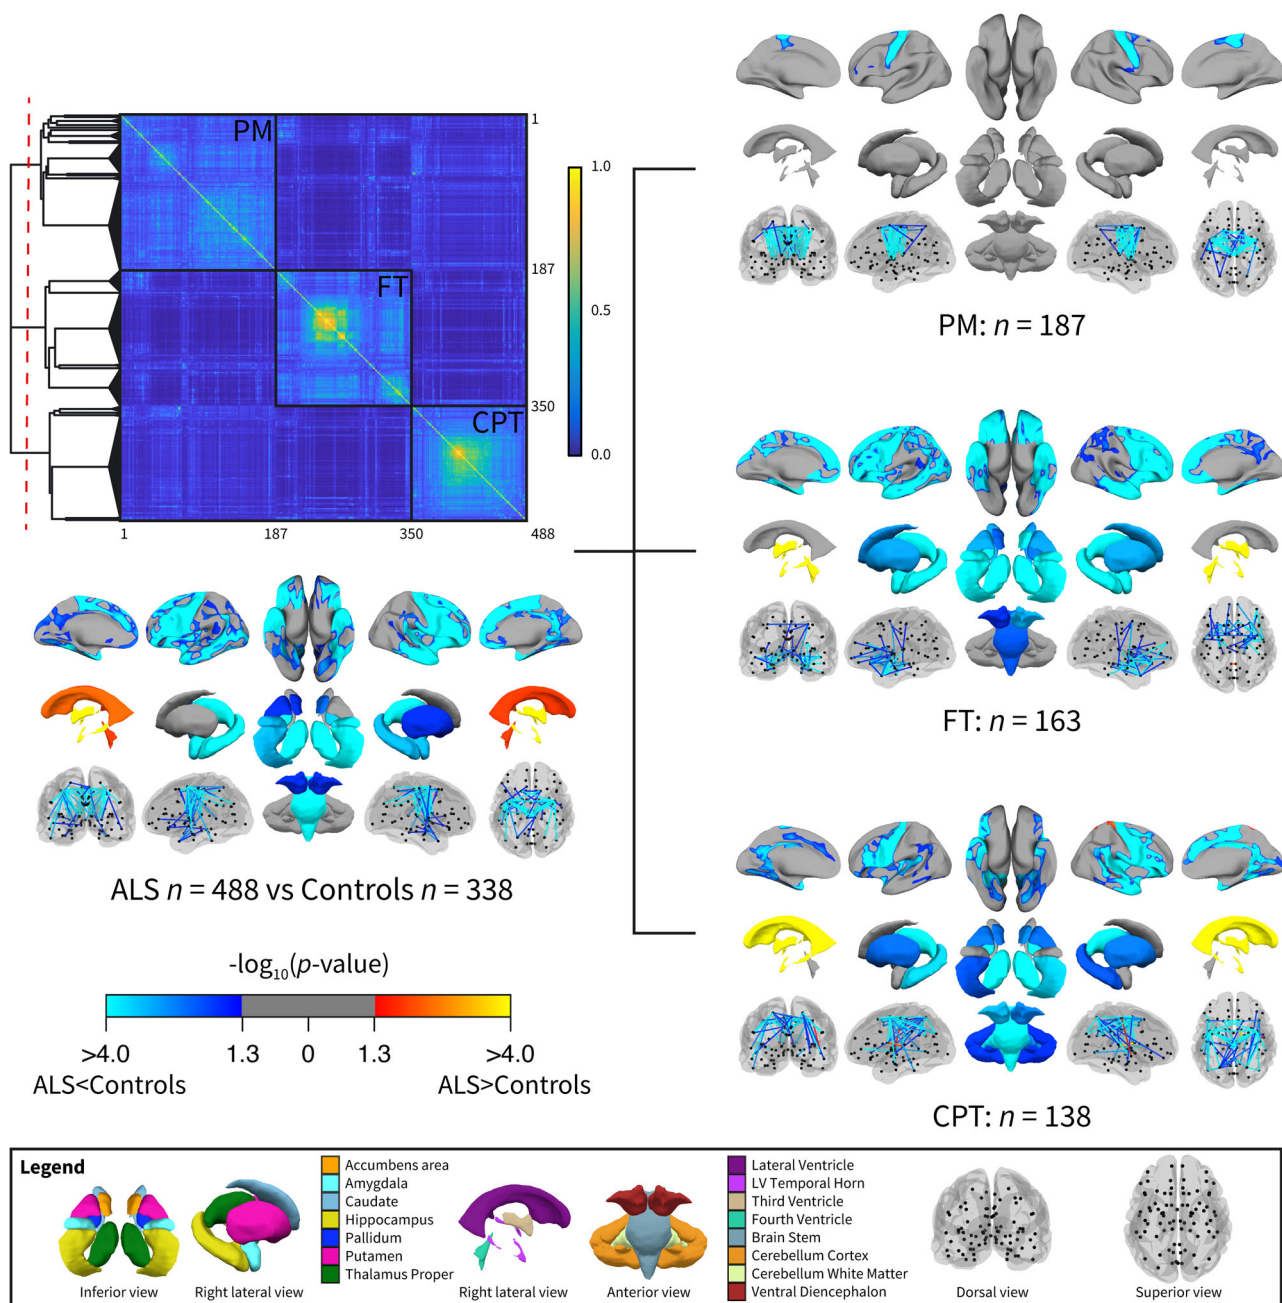 PM
FT
CPT
1
187
350
1
187
350
488
1.0
0.5
0.0
PM: n = 187
FT: n = 163
CPT: n = 138
ALS n = 488 vs Controls n = 338
-log10(p-value)
>4.0
1.3
0
1.3
>4.0
ALS<Controls
ALS>Controls
Legend
Accumbens area
Amygdala
Caudate
Hippocampus
Pallidum
Putamen
Thalamus Proper
Inferior view
Right lateral view
Lateral Ventricle
LV Temporal Horn
Third Ventricle
Fourth Ventricle
Brain Stem
Cerebellum Cortex
Cerebellum White Matter
Ventral Diencephalon
Right lateral view
Anterior view
Dorsal view
Superior view